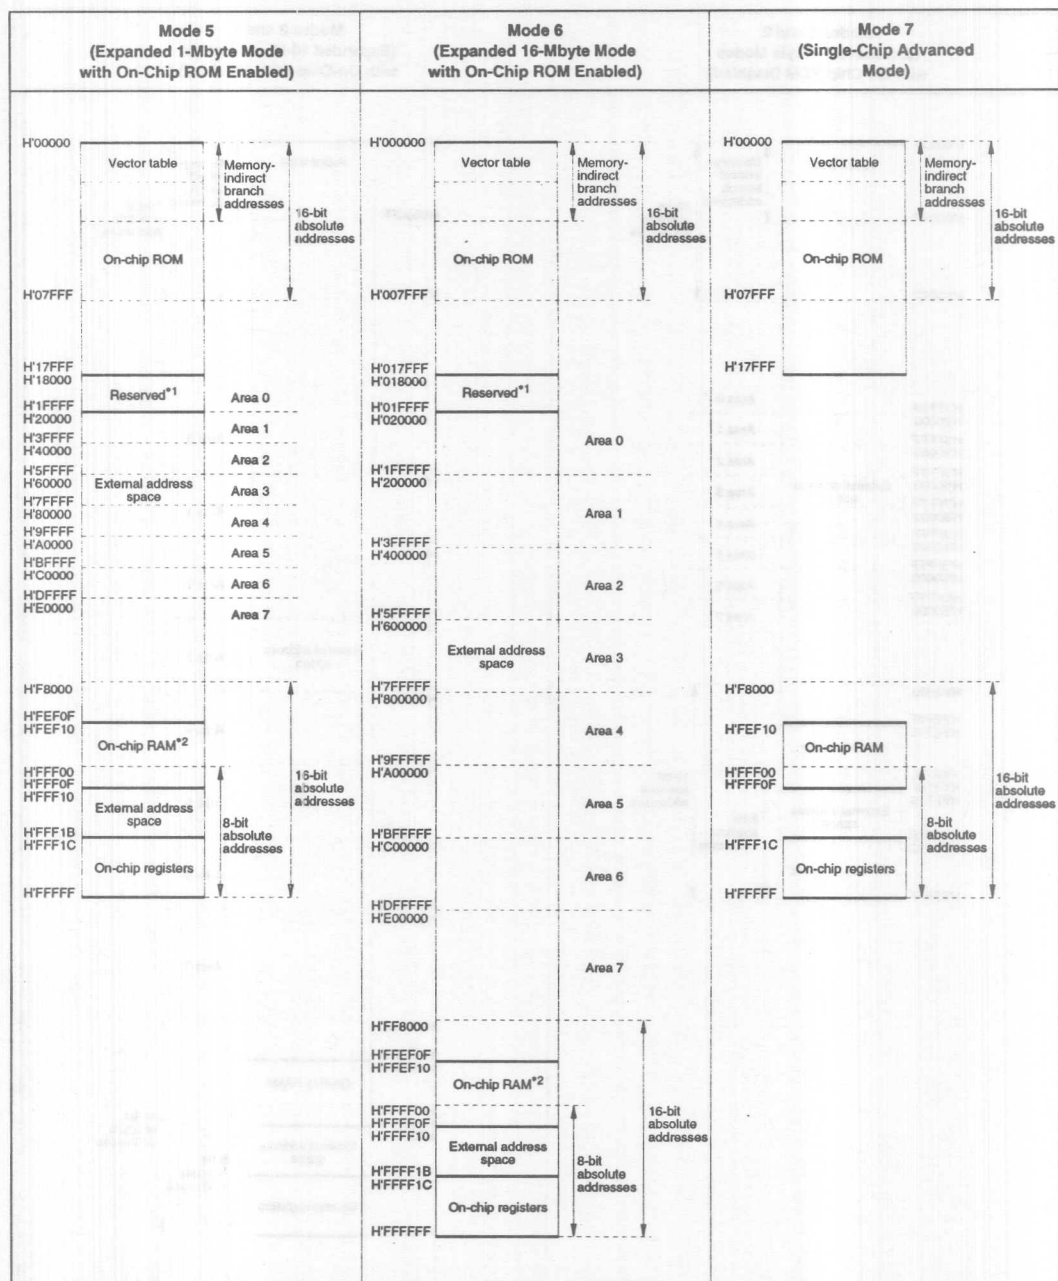 Mode 5
(Expanded 1-Mbyte Mode
with On-Chip ROM Enabled)
H'00000
Vector table
Memory-
indirect
branch
addresses
16-bit
absolute
addresses
On-chip ROM
H'07FFF
H'17FFF
H'18000
Reserved*1
Area 0
H'1FFFF
H'20000
Area 1
H'3FFFF
H'40000
Area 2
H'5FFFF
H'60000
External address
space
Area 3
H'7FFFF
H'80000
Area 4
H'9FFFF
H'A0000
Area 5
H'BFFFF
H'C0000
Area 6
H'DFFFF
H'E0000
Area 7
H'F8000
H'FEF0F
H'FEF10
On-chip RAM*2
16-bit
absolute
addresses
H'FFF00
H'FFF0F
H'FFF10
External address
space
8-bit
absolute
addresses
H'FFF1B
H'FFF1C
On-chip registers
H'FFFFF
Mode 6
(Expanded 16-Mbyte Mode
with On-Chip ROM Enabled)
H'000000
Vector table
Memory-
indirect
branch
addresses
16-bit
absolute
addresses
On-chip ROM
H'007FFF
H'017FFF
H'018000
Reserved*1
H'01FFFF
H'020000
Area 0
H'1FFFFF
H'200000
Area 1
H'3FFFFF
H'400000
Area 2
H'5FFFFF
H'600000
External address
space
Area 3
H'7FFFFF
H'800000
Area 4
H'9FFFFF
H'A00000
Area 5
H'BFFFFF
H'C00000
Area 6
H'DFFFFF
H'E00000
Area 7
H'FF8000
H'FFEF0F
H'FFEF10
On-chip RAM*2
16-bit
absolute
addresses
H'FFFF00
H'FFFF0F
H'FFFF10
External address
space
8-bit
absolute
addresses
H'FFFF1B
H'FFFF1C
On-chip registers
H'FFFFFF
Mode 7
(Single-Chip Advanced
Mode)
H'00000
Vector table
Memory-
indirect
branch
addresses
16-bit
absolute
addresses
On-chip ROM
H'07FFF
H'17FFF
H'F8000
H'FEF10
On-chip RAM
16-bit
absolute
addresses
H'FFF00
H'FFF0F
8-bit
absolute
addresses
H'FFF1C
On-chip registers
H'FFFFF